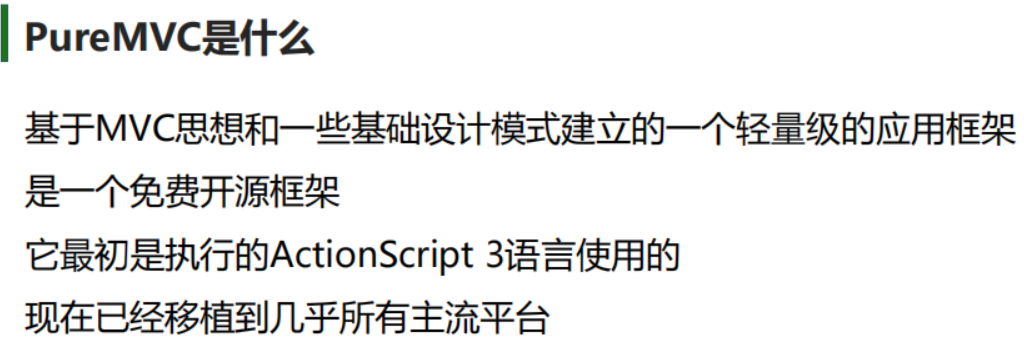 PureMVC是什么
基于MVC思想和一些基础设计模式建立的一个轻量级的应用框架
是一个免费开源框架
它最初是执行的ActionScript 3语言使用的
现在已经移植到几乎所有主流平台